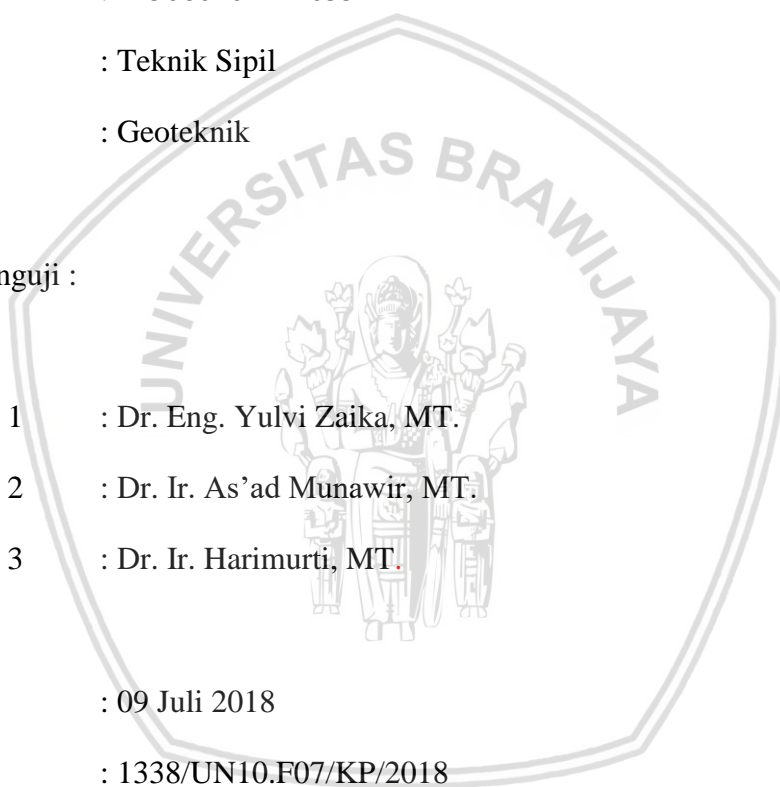 : Teknik Sipil
: Geoteknik
UNIVERSITAS BRAWIJAYA
nguji :
1 : Dr. Eng. Yulvi Zaika, MT.
2 : Dr. Ir. As’ad Munawir, MT.
3 : Dr. Ir. Harimurti, MT.
: 09 Juli 2018
: 1338/UN10.F07/KP/2018